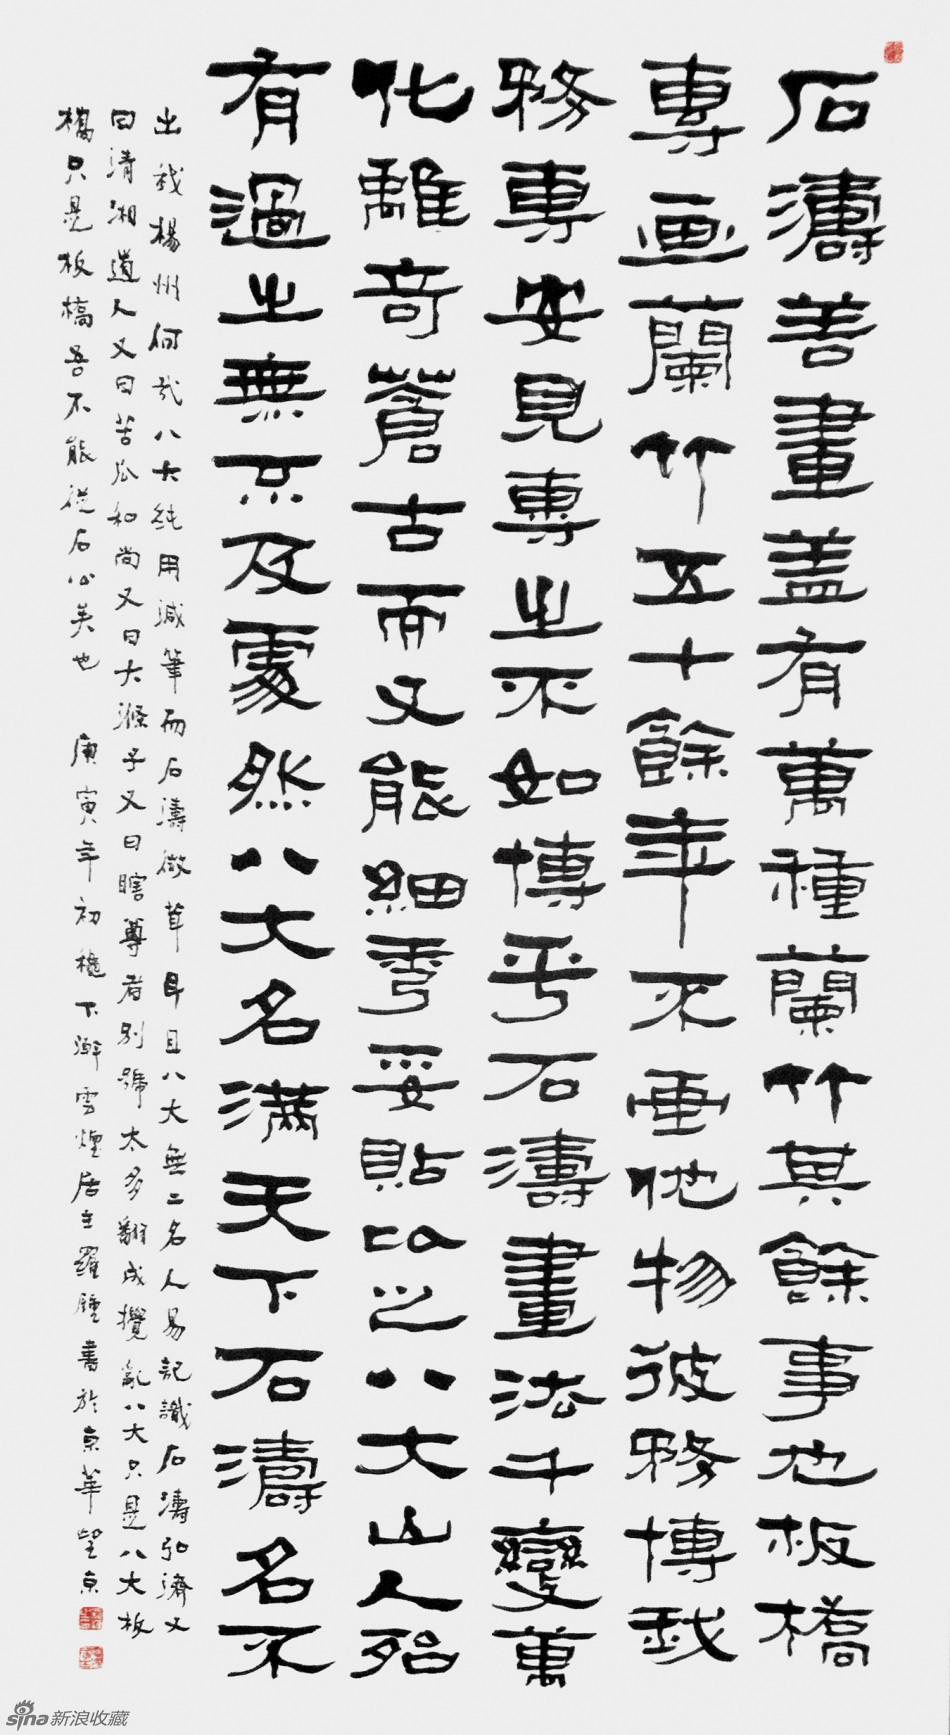 石濤善畫蓋有萬種蘭竹其餘事也板橋
專画蘭竹五十餘年不画他物彼務博我
務專安見專之不如博乎石濤畫法千變萬
化離奇蒼古而又能細秀妥貼以之八大山人殆
有過之無不及處然八大名滿天下石濤名不
出我楊州何哉八大純用減筆而石濤微茸耳且八大無二名人易記識石濤弘濟又
曰清湘道人又曰苦瓜和尚又曰大滌子又曰瞎尊者別號太多翻成攪亂八大只是八大板
橋只是板橋吾不能從石公矣也 庚寅年初穐下澣雲煙居主羅鍾書於京華望京
sina新浪收藏